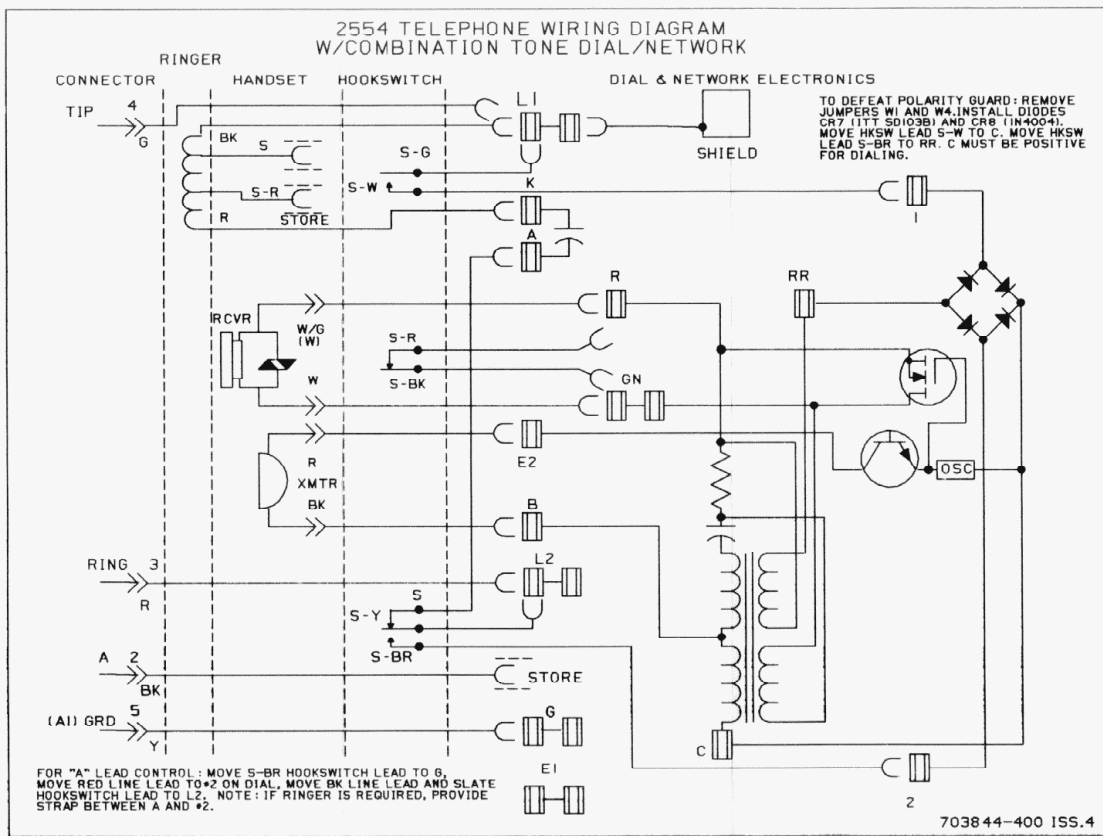 2554 TELEPHONE WIRING DIAGRAM
W/COMBINATION TONE DIAL/NETWORK
RINGER
CONNECTOR
HANDSET
HOOKSWITCH
DIAL & NETWORK ELECTRONICS
TO DEFEAT POLARITY GUARD: REMOVE
JUMPERS W1 AND W4. INSTALL DIODES
CR7 (ITT SD103B) AND CR8 (IN4004).
MOVE HKSW LEAD S-W TO C. MOVE HKSW
LEAD S-BR TO RR. C MUST BE POSITIVE
FOR DIALING.
TIP
4
G
L1
BK
S
S-G
SHIELD
S-W
K
S-R
R
STORE
1
A
R
RR
RCVR
W/G
(W)
S-R
S-BK
GN
W
E2
R
XMTR
OSC
BK
B
RING
3
R
L2
S
S-Y
S-BR
A
2
BK
STORE
(A1) GRD
5
Y
G
C
E1
2
FOR "A" LEAD CONTROL: MOVE S-BR HOOKSWITCH LEAD TO G,
MOVE RED LINE LEAD TO #2 ON DIAL, MOVE BK LINE LEAD AND SLATE
HOOKSWITCH LEAD TO L2. NOTE: IF RINGER IS REQUIRED, PROVIDE
STRAP BETWEEN A AND #2.
703844-400 ISS.4